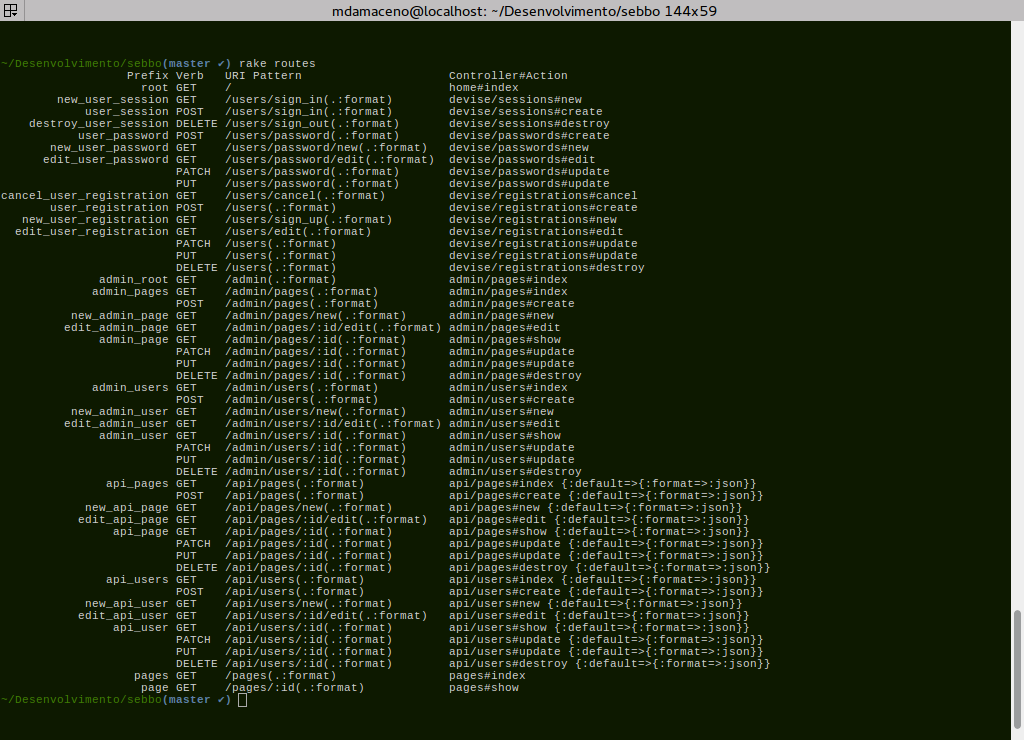 mdamaceno@localhost: ~/Desenvolvimento/sebbo 144x59
~/Desenvolvimento/sebbo(master ✔) rake routes
                  Prefix Verb   URI Pattern                     Controller#Action
                    root GET    /                               home#index
        new_user_session GET    /users/sign_in(.:format)        devise/sessions#new
            user_session POST   /users/sign_in(.:format)        devise/sessions#create
    destroy_user_session DELETE /users/sign_out(.:format)       devise/sessions#destroy
           user_password POST   /users/password(.:format)       devise/passwords#create
       new_user_password GET    /users/password/new(.:format)   devise/passwords#new
      edit_user_password GET    /users/password/edit(.:format)  devise/passwords#edit
                         PATCH  /users/password(.:format)       devise/passwords#update
                         PUT    /users/password(.:format)       devise/passwords#update
cancel_user_registration GET    /users/cancel(.:format)         devise/registrations#cancel
       user_registration POST   /users(.:format)                devise/registrations#create
   new_user_registration GET    /users/sign_up(.:format)        devise/registrations#new
  edit_user_registration GET    /users/edit(.:format)           devise/registrations#edit
                         PATCH  /users(.:format)                devise/registrations#update
                         PUT    /users(.:format)                devise/registrations#update
                         DELETE /users(.:format)                devise/registrations#destroy
              admin_root GET    /admin(.:format)                admin/pages#index
             admin_pages GET    /admin/pages(.:format)          admin/pages#index
                         POST   /admin/pages(.:format)          admin/pages#create
          new_admin_page GET    /admin/pages/new(.:format)      admin/pages#new
         edit_admin_page GET    /admin/pages/:id/edit(.:format) admin/pages#edit
              admin_page GET    /admin/pages/:id(.:format)      admin/pages#show
                         PATCH  /admin/pages/:id(.:format)      admin/pages#update
                         PUT    /admin/pages/:id(.:format)      admin/pages#update
                         DELETE /admin/pages/:id(.:format)      admin/pages#destroy
             admin_users GET    /admin/users(.:format)          admin/users#index
                         POST   /admin/users(.:format)          admin/users#create
          new_admin_user GET    /admin/users/new(.:format)      admin/users#new
         edit_admin_user GET    /admin/users/:id/edit(.:format) admin/users#edit
              admin_user GET    /admin/users/:id(.:format)      admin/users#show
                         PATCH  /admin/users/:id(.:format)      admin/users#update
                         PUT    /admin/users/:id(.:format)      admin/users#update
                         DELETE /admin/users/:id(.:format)      admin/users#destroy
               api_pages GET    /api/pages(.:format)            api/pages#index {:default=>{:format=>:json}}
                         POST   /api/pages(.:format)            api/pages#create {:default=>{:format=>:json}}
            new_api_page GET    /api/pages/new(.:format)        api/pages#new {:default=>{:format=>:json}}
           edit_api_page GET    /api/pages/:id/edit(.:format)   api/pages#edit {:default=>{:format=>:json}}
                api_page GET    /api/pages/:id(.:format)        api/pages#show {:default=>{:format=>:json}}
                         PATCH  /api/pages/:id(.:format)        api/pages#update {:default=>{:format=>:json}}
                         PUT    /api/pages/:id(.:format)        api/pages#update {:default=>{:format=>:json}}
                         DELETE /api/pages/:id(.:format)        api/pages#destroy {:default=>{:format=>:json}}
               api_users GET    /api/users(.:format)            api/users#index {:default=>{:format=>:json}}
                         POST   /api/users(.:format)            api/users#create {:default=>{:format=>:json}}
            new_api_user GET    /api/users/new(.:format)        api/users#new {:default=>{:format=>:json}}
           edit_api_user GET    /api/users/:id/edit(.:format)   api/users#edit {:default=>{:format=>:json}}
                api_user GET    /api/users/:id(.:format)        api/users#show {:default=>{:format=>:json}}
                         PATCH  /api/users/:id(.:format)        api/users#update {:default=>{:format=>:json}}
                         PUT    /api/users/:id(.:format)        api/users#update {:default=>{:format=>:json}}
                         DELETE /api/users/:id(.:format)        api/users#destroy {:default=>{:format=>:json}}
                   pages GET    /pages(.:format)                pages#index
                    page GET    /pages/:id(.:format)            pages#show
~/Desenvolvimento/sebbo(master ✔)